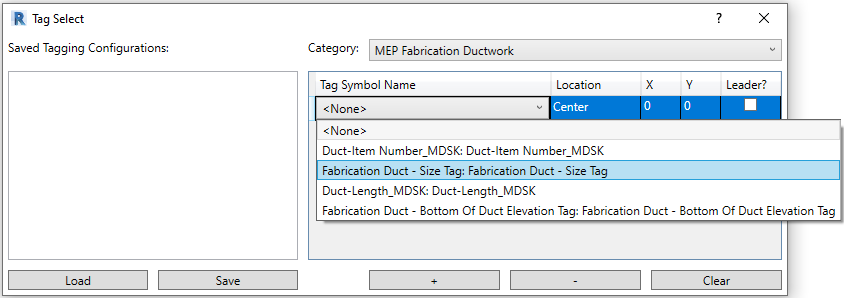 R Tag Select ?
Saved Tagging Configurations:
Category: MEP Fabrication Ductwork
Tag Symbol Name Location X Y Leader?
<None> Center 0 0
<None>
Duct-Item Number_MDSK: Duct-Item Number_MDSK
Fabrication Duct - Size Tag: Fabrication Duct - Size Tag
Duct-Length_MDSK: Duct-Length_MDSK
Fabrication Duct - Bottom Of Duct Elevation Tag: Fabrication Duct - Bottom Of Duct Elevation Tag
Load Save + - Clear